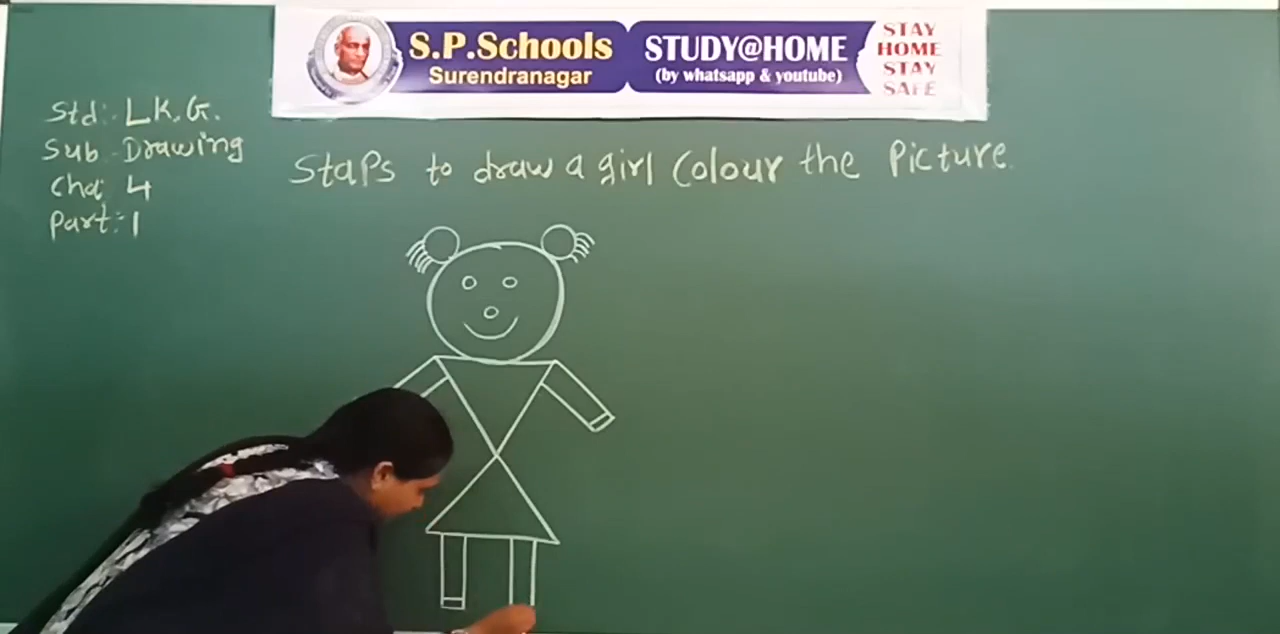 S.P.Schools
Surendranagar
STUDY@HOME
(by whatsapp & youtube)
STAY
HOME
STAY
SAFE
Std:- L.K.G.
Sub-Drawing
Cha: 4
Part:-1
Staps to draw a girl Colour the Picture.